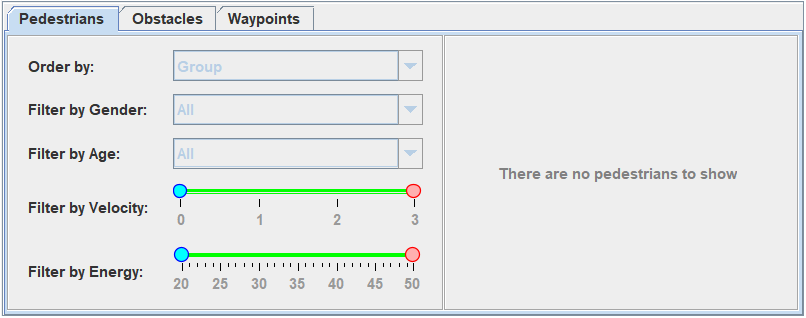 Pedestrians Obstacles Waypoints
Order by: Group
Filter by Gender: All
Filter by Age: All
Filter by Velocity:
0 1 2 3
Filter by Energy:
20 25 30 35 40 45 50
There are no pedestrians to show